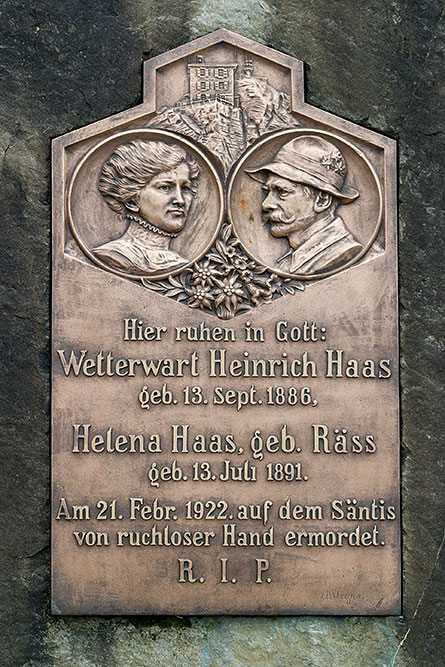 Hier ruhen in Gott:
Wetterwart Heinrich Haas
geb. 13. Sept. 1886,
Helena Haas, geb. Räss
geb. 13. Juli 1891.
Am 21. Febr. 1922. auf dem Säntis
von ruchloser Hand ermordet.
R. I. P.